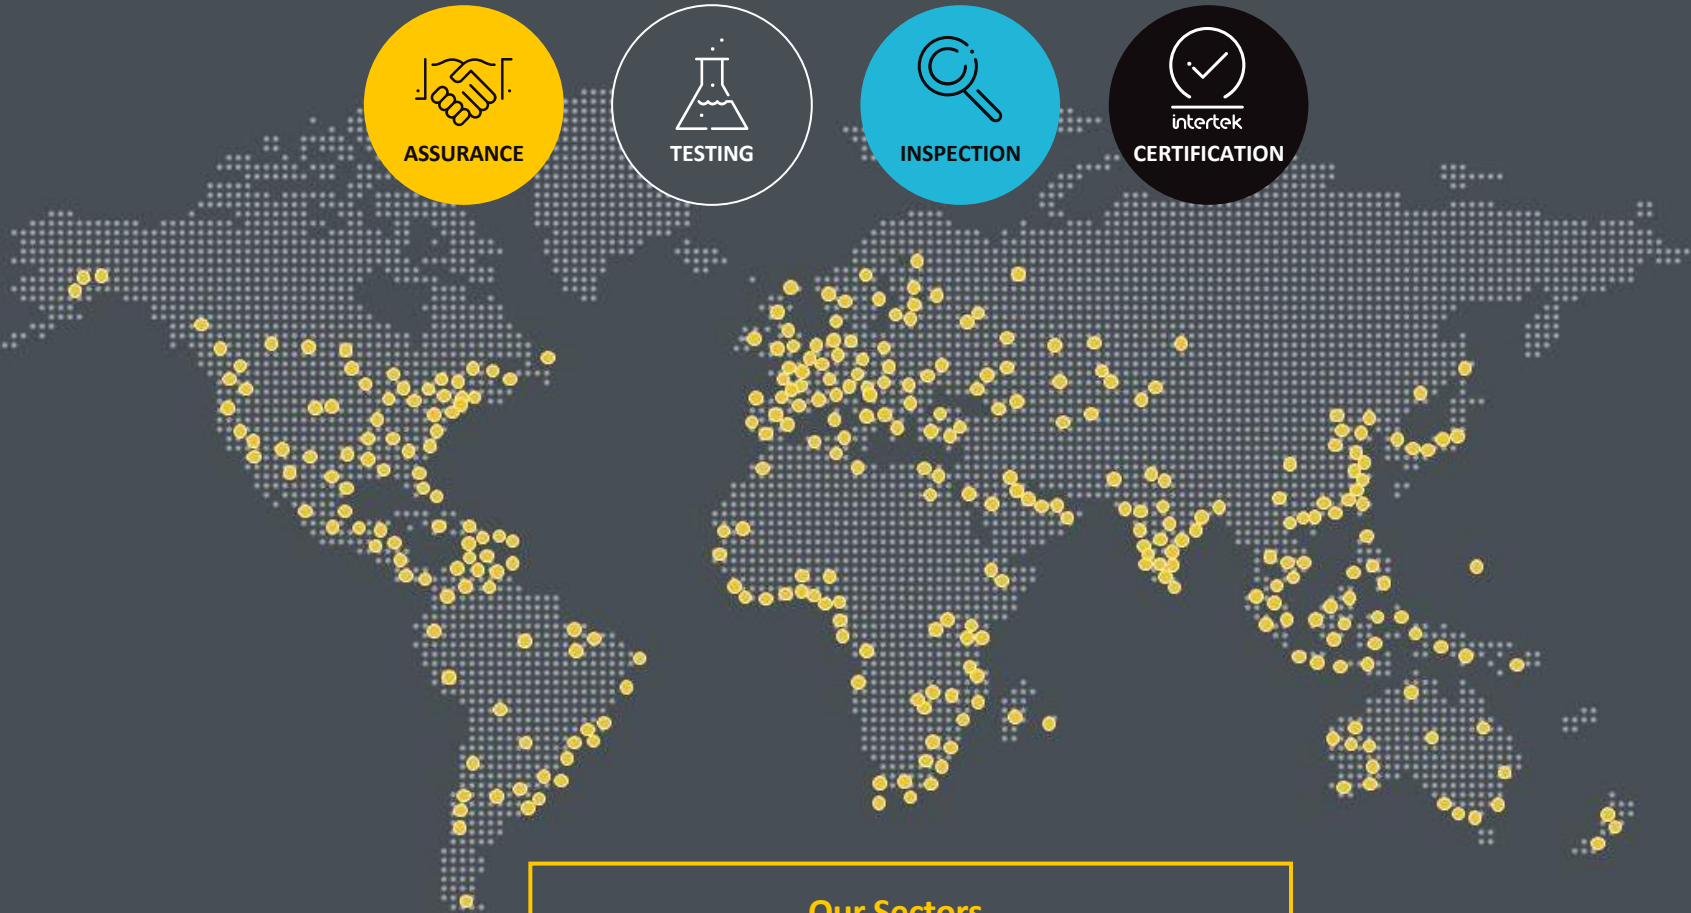 intertek
ASSURANCE
TESTING
INSPECTION
CERTIFICATION
Our Sectors